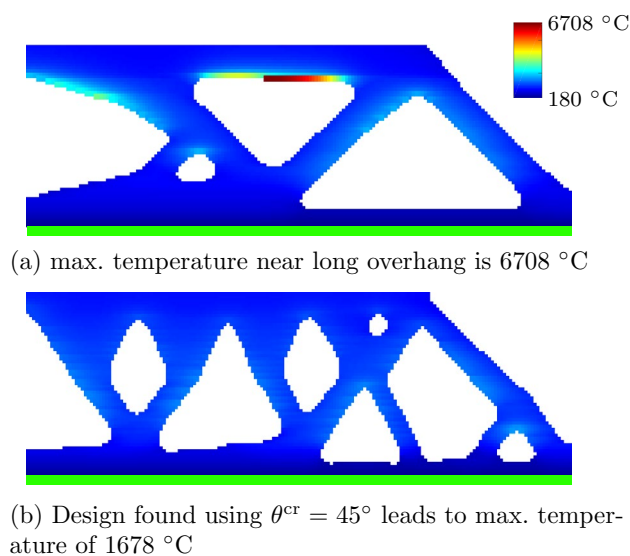 6708 °C
180 °C
(a) max. temperature near long overhang is 6708 °C
(b) Design found using θ^cr = 45° leads to max. temper-
ature of 1678 °C